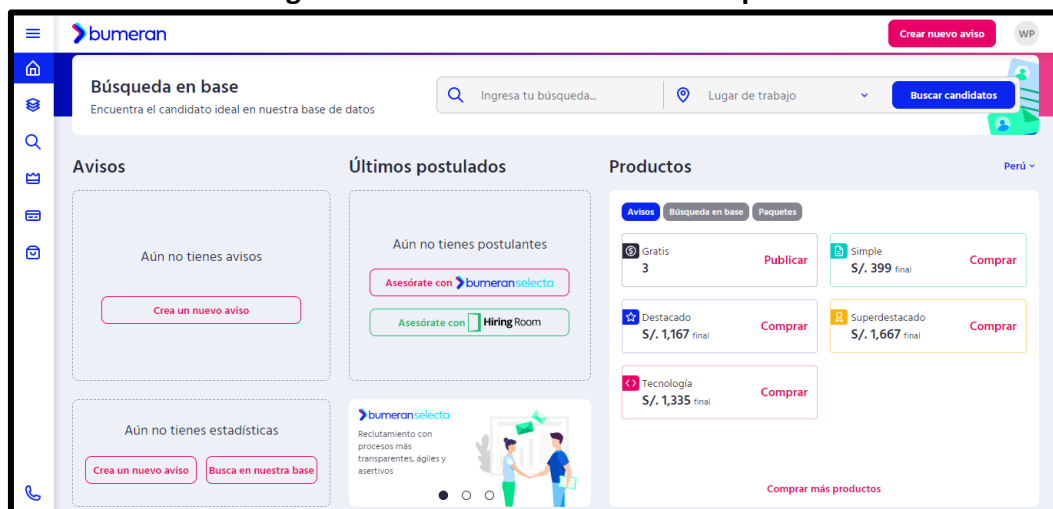 bumeran
Crear nuevo aviso
WP
Búsqueda en base
Encuentra el candidato ideal en nuestra base de datos
Ingresa tu búsqueda...
Lugar de trabajo
Buscar candidatos
Avisos
Aún no tienes avisos
Crea un nuevo aviso
Aún no tienes estadísticas
Crea un nuevo aviso
Busca en nuestra base
Últimos postulados
Aún no tienes postulantes
Asesórate con bumeran selecta
Asesórate con Hiring Room
bumeran selecta
Reclutamiento con
procesos más
transparentes, ágiles y
asertivos
Productos
Perú
Avisos
Búsqueda en base
Paquetes
Gratis
3
Publicar
Simple
S/. 399 final
Comprar
Destacado
S/. 1,167 final
Comprar
Superdestacado
S/. 1,667 final
Comprar
Tecnología
S/. 1,335 final
Comprar
Comprar más productos